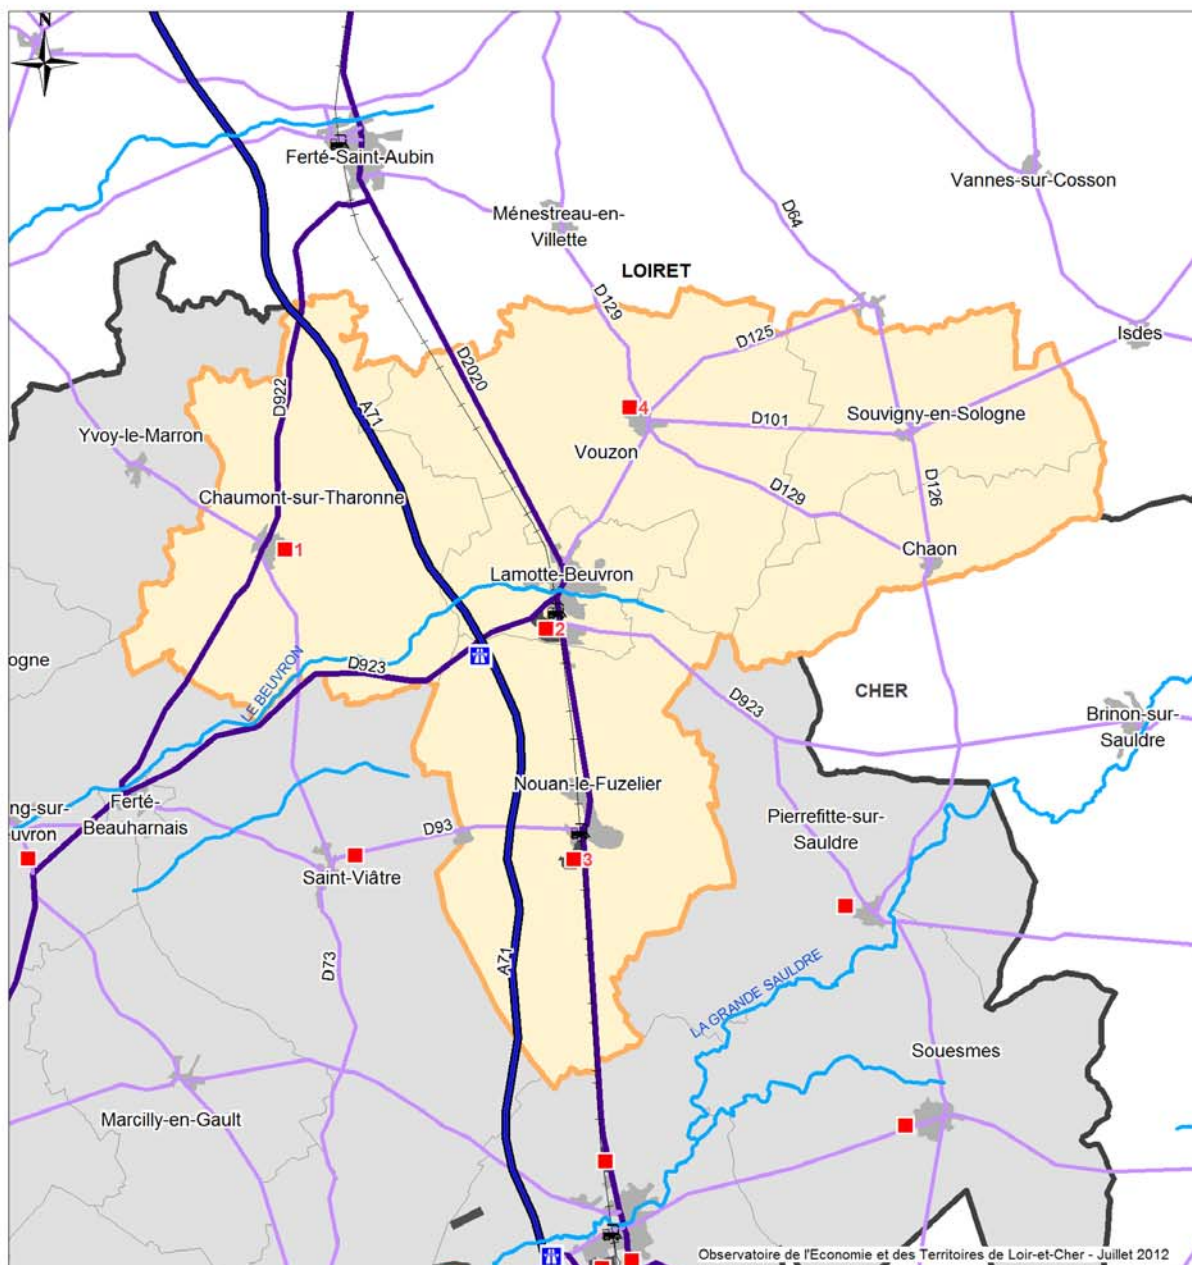 N
Ferté-Saint-Aubin
Vannes-sur-Cosson
Ménestreau-en-
Villette
D64
LOIRET
D129
D125
Isdes
D2020
D922
A71
4
D101
Souvigny-en-Sologne
Yvoy-le-Marron
Vouzon
D129
D126
Chaumont-sur-Tharonne
1
Chaon
Lamotte-Beuvron
2
ogne
D923
LE BEUVRON
D923
CHER
Brinon-sur-
Sauldre
Nouan-le-Fuzelier
ng-sur-
euvron
Ferté-
Beauharnais
D93
Pierrefitte-sur-
Sauldre
3
Saint-Viâtre
D73
A71
LA GRANDE SAULDRE
Souesmes
Marcilly-en-Gault
Observatoire de l'Economie et des Territoires de Loir-et-Cher - Juillet 2012